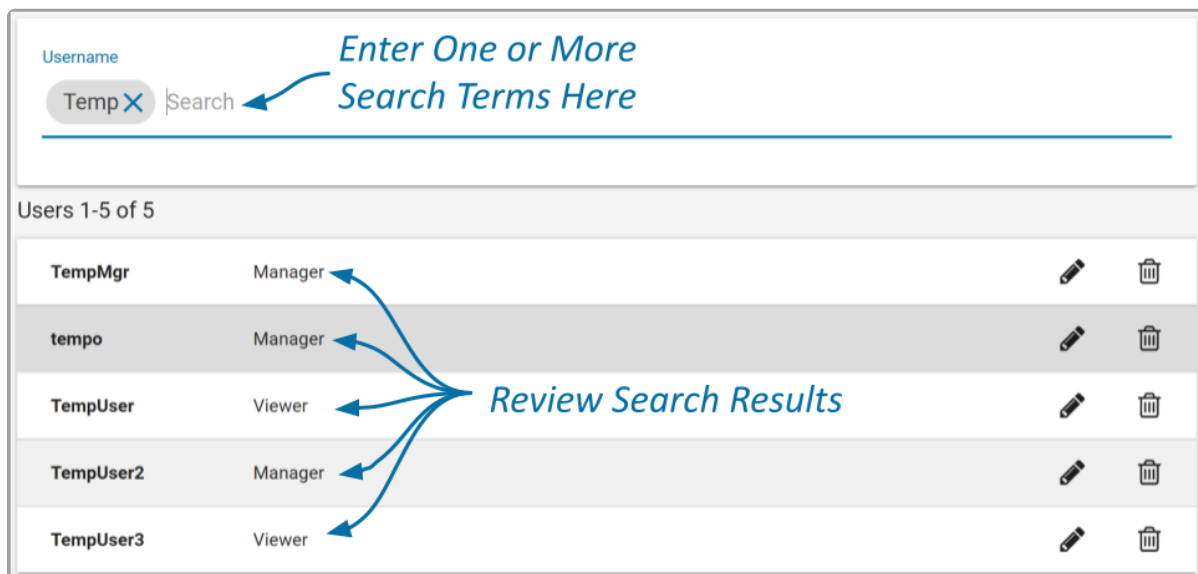 Username
Enter One or More
Temp Search
Search Terms Here
Users 1-5 of 5
TempMgr Manager
tempo Manager
TempUser Viewer
Review Search Results
TempUser2 Manager
TempUser3 Viewer